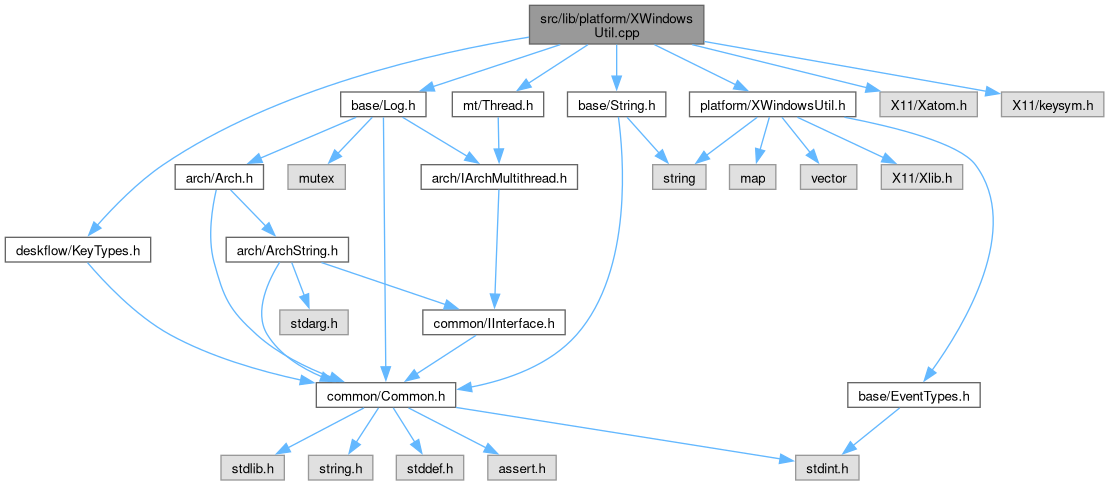 src/lib/platform/XWindows
Util.cpp
base/Log.h
mt/Thread.h
base/String.h
platform/XWindowsUtil.h
X11/Xatom.h
X11/keysym.h
arch/Arch.h
mutex
arch/IArchMultithread.h
string
map
vector
X11/Xlib.h
deskflow/KeyTypes.h
arch/ArchString.h
stdarg.h
common/IInterface.h
common/Common.h
base/EventTypes.h
stdlib.h
string.h
stddef.h
assert.h
stdint.h